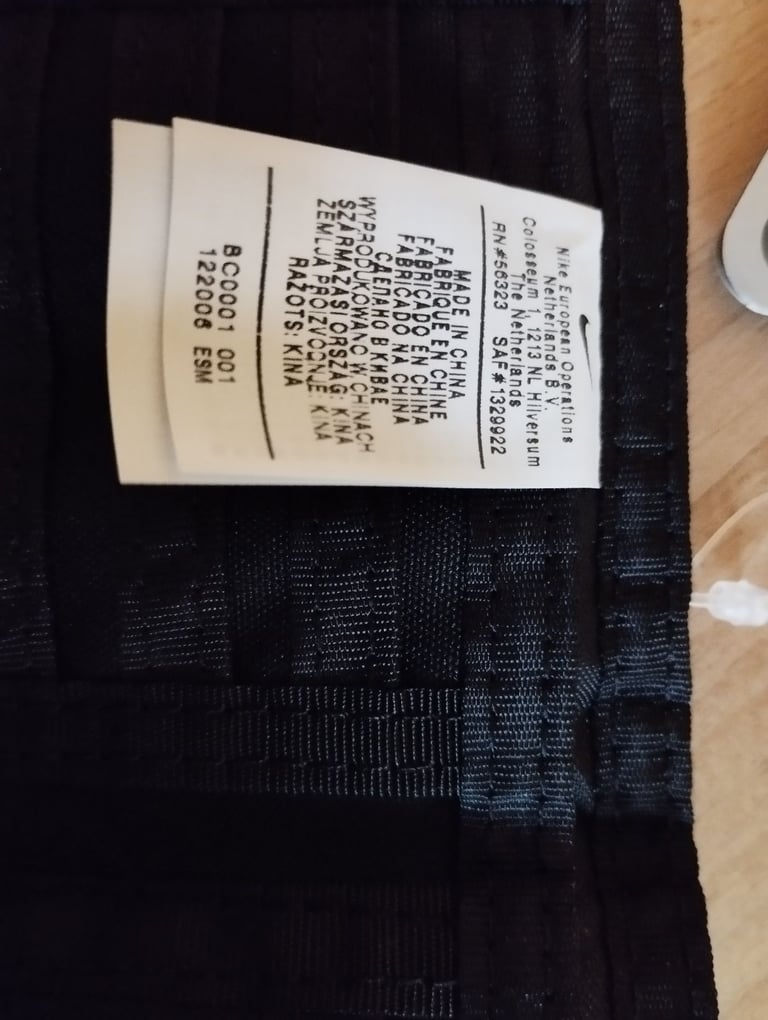 Nike European Operations
Netherlands B.V.
Colosseum 1, 1213 NL Hilversum
The Netherlands
RN#56323 SAF#1329922
MADE IN CHINA
FABRIQUE EN CHINE
FABRICADO EN CHINA
FABRICADO NA CHINA
СДЕЛАНО В КИТАЕ
WYPRODUKOWANO W CHINACH
SZÁRMAZÁSI ORSZÁG: KÍNA
ZEMLJA PROIZVODNJE: KINA
RAŽOTS: ĶĪNA
BC0001 001
122006 ESM